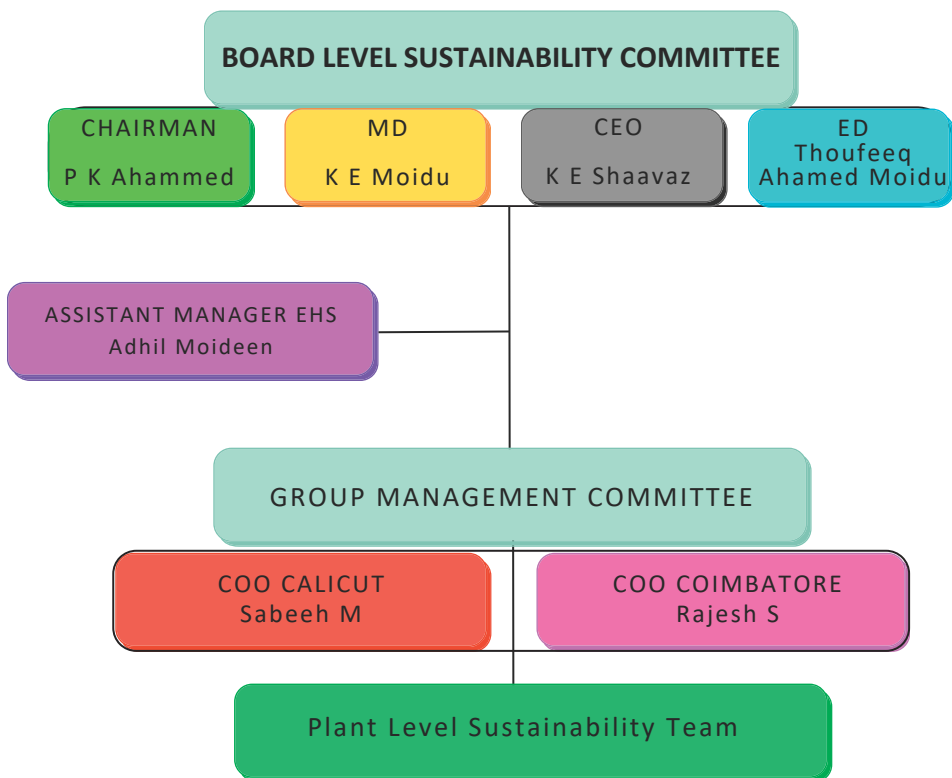 BOARD LEVEL SUSTAINABILITY COMMITTEE
CHAIRMAN
P K Ahammed
MD
K E Moidu
CEO
K E Shaavaz
ED
Thoufeeq
Ahamed Moidu
ASSISTANT MANAGER EHS
Adhil Moideen
GROUP MANAGEMENT COMMITTEE
COO CALICUT
Sabeeh M
COO COIMBATORE
Rajesh S
Plant Level Sustainability Team